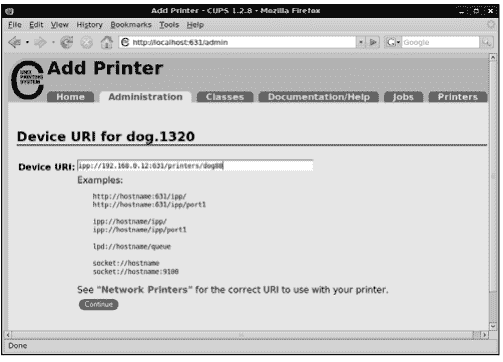 Add Printer - CUPS 1.2.8 - Mozilla Firefox
File Edit View History Bookmarks Tools Help
http://localhost:631/admin
Google
UNIX
PRINTING
SYSTEM
Add Printer
Home Administration Classes Documentation/Help Jobs Printers
Device URI for dog.1320
Device URI: ipp://192.168.0.12:631/printers/dog88
Examples:
http://hostname:631/ipp/
http://hostname:631/ipp/port1
ipp://hostname/ipp/
ipp://hostname/ipp/port1
lpd://hostname/queue
socket://hostname
socket://hostname:9100
See "Network Printers" for the correct URI to use with your printer.
Continue
Done